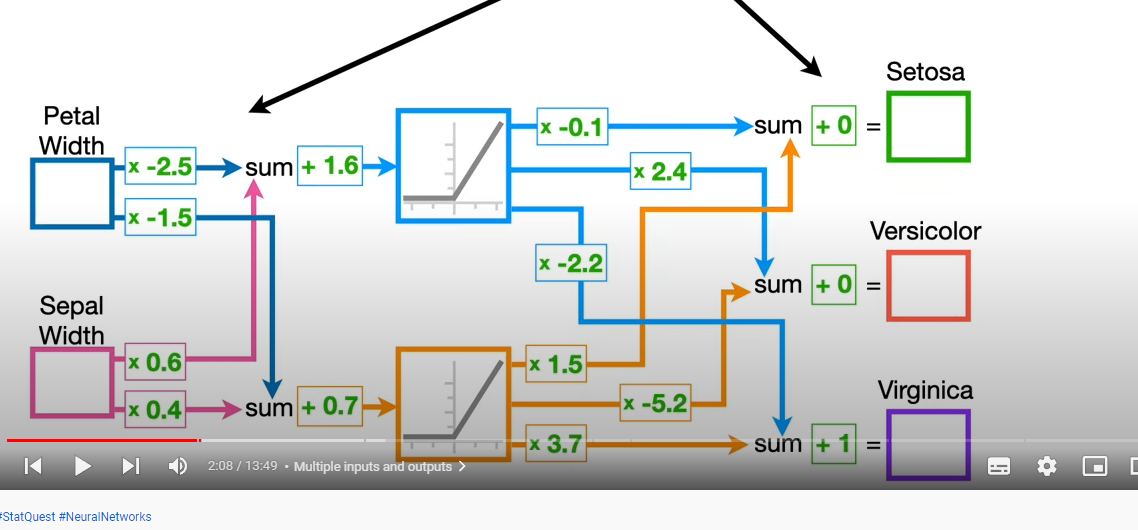 Setosa
Petal
Width
x -2.5
sum
+ 1.6
x -0.1
sum
+ 0
=
x -1.5
x 2.4
Versicolor
x -2.2
sum
+ 0
=
Sepal
Width
x 0.6
x 0.4
sum
+ 0.7
x 1.5
x -5.2
x 3.7
Virginica
sum
+ 1
=
2:08 / 13:49 • Multiple inputs and outputs >
#StatQuest #NeuralNetworks